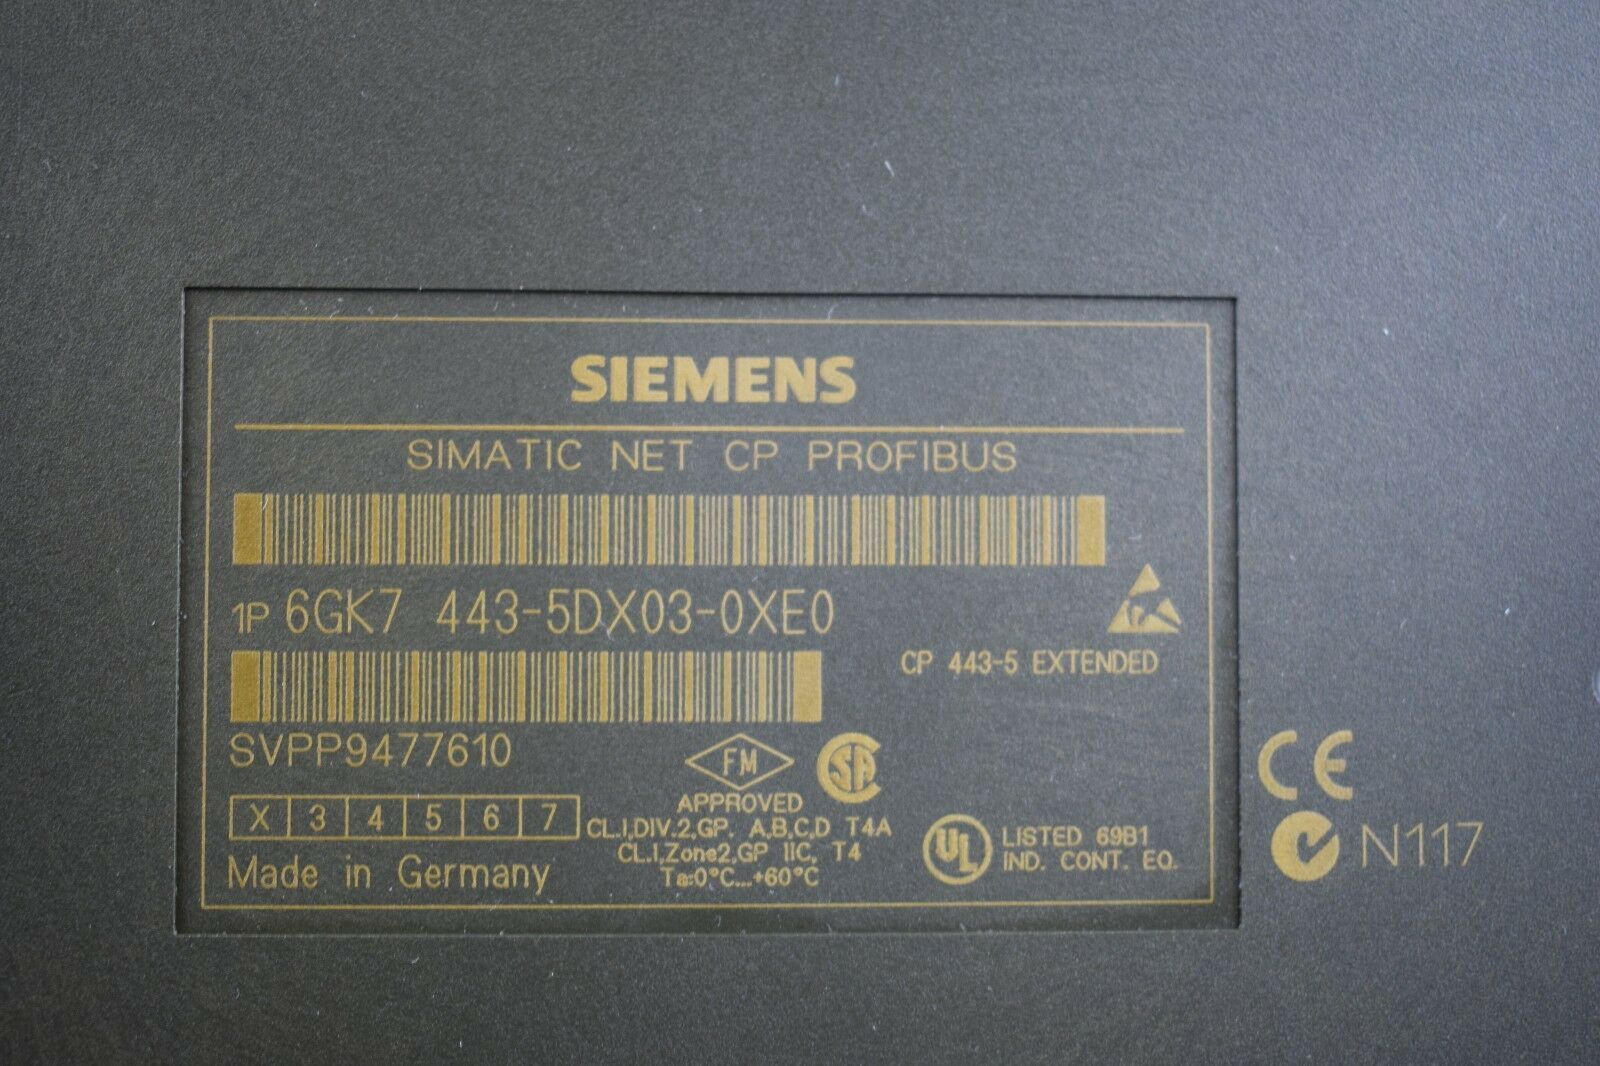 SIEMENS
SIMATIC NET CP PROFIBUS
1P 6GK7 443-5DX03-0XE0
CP 443-5 EXTENDED
SVPP9477610
X 3 4 5 6 7
Made in Germany
FM
APPROVED
CL.I,DIV.2,GP. A,B,C,D T4A
CL.I,Zone2,GP IIC, T4
Ta:0°C...+60°C
SA
UL
LISTED 69B1
IND. CONT. EQ.
CE
N117